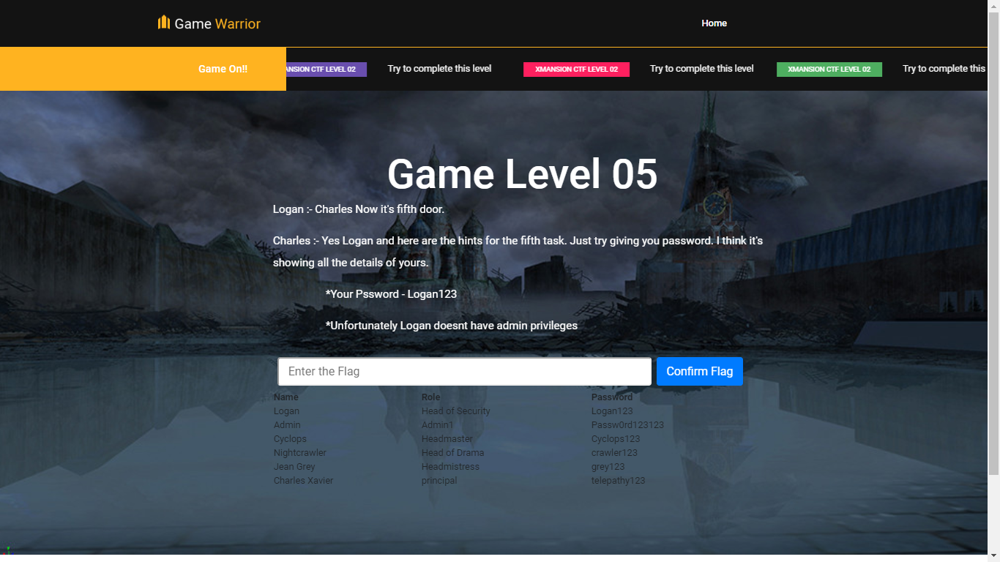 Game Warrior
Home
Game On!!
ANSION CTF LEVEL 02 Try to complete this level XMANSION CTF LEVEL 02 Try to complete this level XMANSION CTF LEVEL 02 Try to complete this
Game Level 05
Logan :- Charles Now it's fifth door.
Charles :- Yes Logan and here are the hints for the fifth task. Just try giving you password. I think it's
showing all the details of yours.
*Your Pssword - Logan123
*Unfortunately Logan doesnt have admin privileges
Enter the Flag Confirm Flag
Name Role Password
Logan Head of Security Logan123
Admin Admin1 Passw0rd123123
Cyclops Headmaster Cyclops123
Nightcrawler Head of Drama crawler123
Jean Grey Headmistress grey123
Charles Xavier principal telepathy123